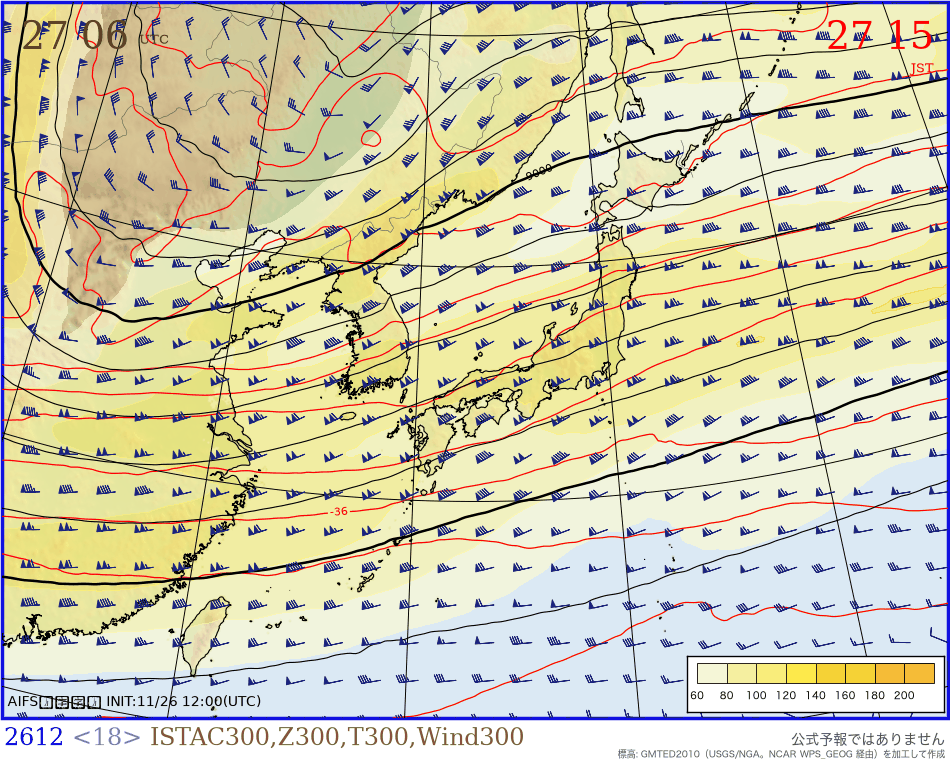 27 06 UTC
27 15
JST
9000
-36
60 80 100 120 140 160 180 200
AIFS INIT:11/26 12:00(UTC)
2612 <18> ISTAC300,Z300,T300,Wind300
公式予報ではありません
標高: GMTED2010（USGS/NGA。NCAR WPS_GEOG 経由）を加工して作成